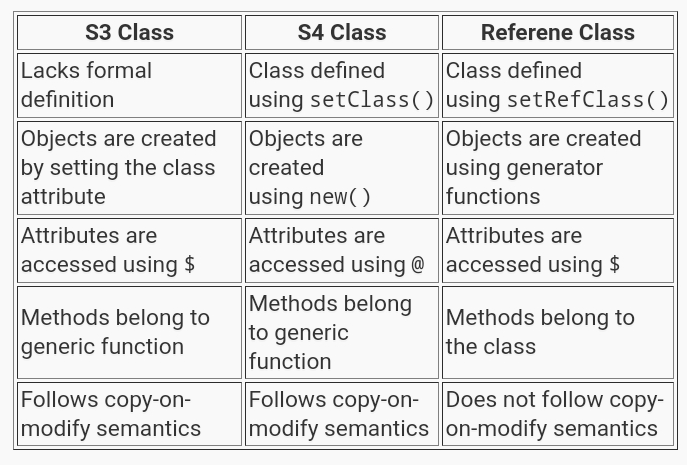 S3 Class S4 Class Referene Class
Lacks formal
definition
Class defined
using setClass()
Class defined
using setRefClass()
Objects are created
by setting the class
attribute
Objects are
created
using new()
Objects are created
using generator
functions
Attributes are
accessed using $
Attributes are
accessed using @
Attributes are
accessed using $
Methods belong to
generic function
Methods belong
to generic
function
Methods belong to
the class
Follows copy-on-
modify semantics
Follows copy-on-
modify semantics
Does not follow copy-
on-modify semantics